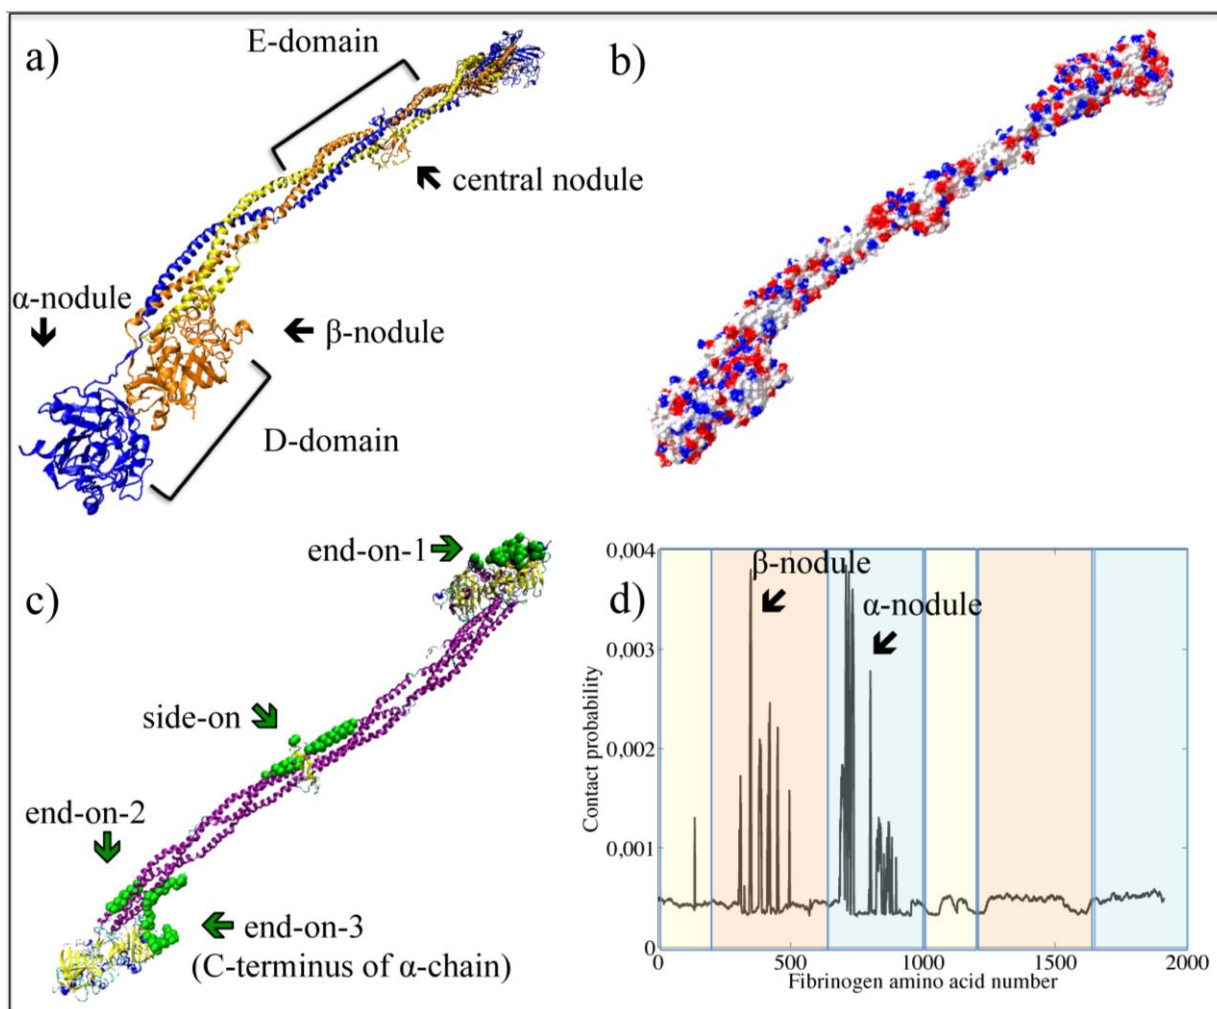 a)
E-domain
central nodule
α-nodule
β-nodule
D-domain
b)
c)
end-on-1
side-on
end-on-2
end-on-3
(C-terminus of α-chain)
d)
0,004
0,003
0,002
0,001
0
Contact probability
β-nodule
α-nodule
0 500 1000 1500 2000
Fibrinogen amino acid number